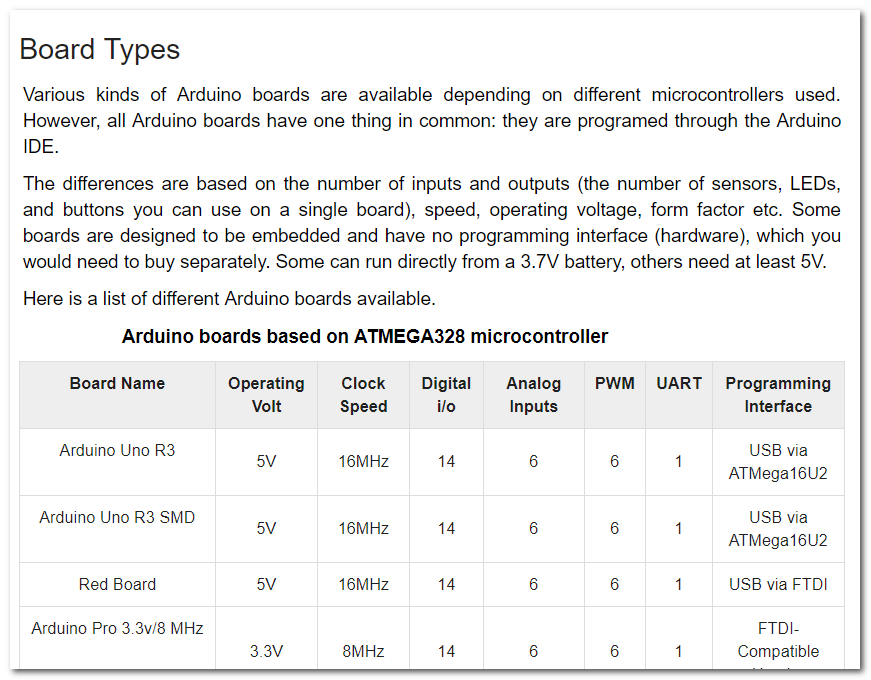 Board Types
Various kinds of Arduino boards are available depending on different microcontrollers used.
However, all Arduino boards have one thing in common: they are programed through the Arduino
IDE.
The differences are based on the number of inputs and outputs (the number of sensors, LEDs,
and buttons you can use on a single board), speed, operating voltage, form factor etc. Some
boards are designed to be embedded and have no programming interface (hardware), which you
would need to buy separately. Some can run directly from a 3.7V battery, others need at least 5V.
Here is a list of different Arduino boards available.
Arduino boards based on ATMEGA328 microcontroller
Board Name Operating Clock Digital Analog PWM UART Programming
Volt Speed i/o Inputs Interface
Arduino Uno R3 USB via
5V 16MHz 14 6 6 1 ATMega16U2
Arduino Uno R3 SMD USB via
5V 16MHz 14 6 6 1 ATMega16U2
Red Board 5V 16MHz 14 6 6 1 USB via FTDI
Arduino Pro 3.3v/8 MHz FTDI-
3.3V 8MHz 14 6 6 1 Compatible